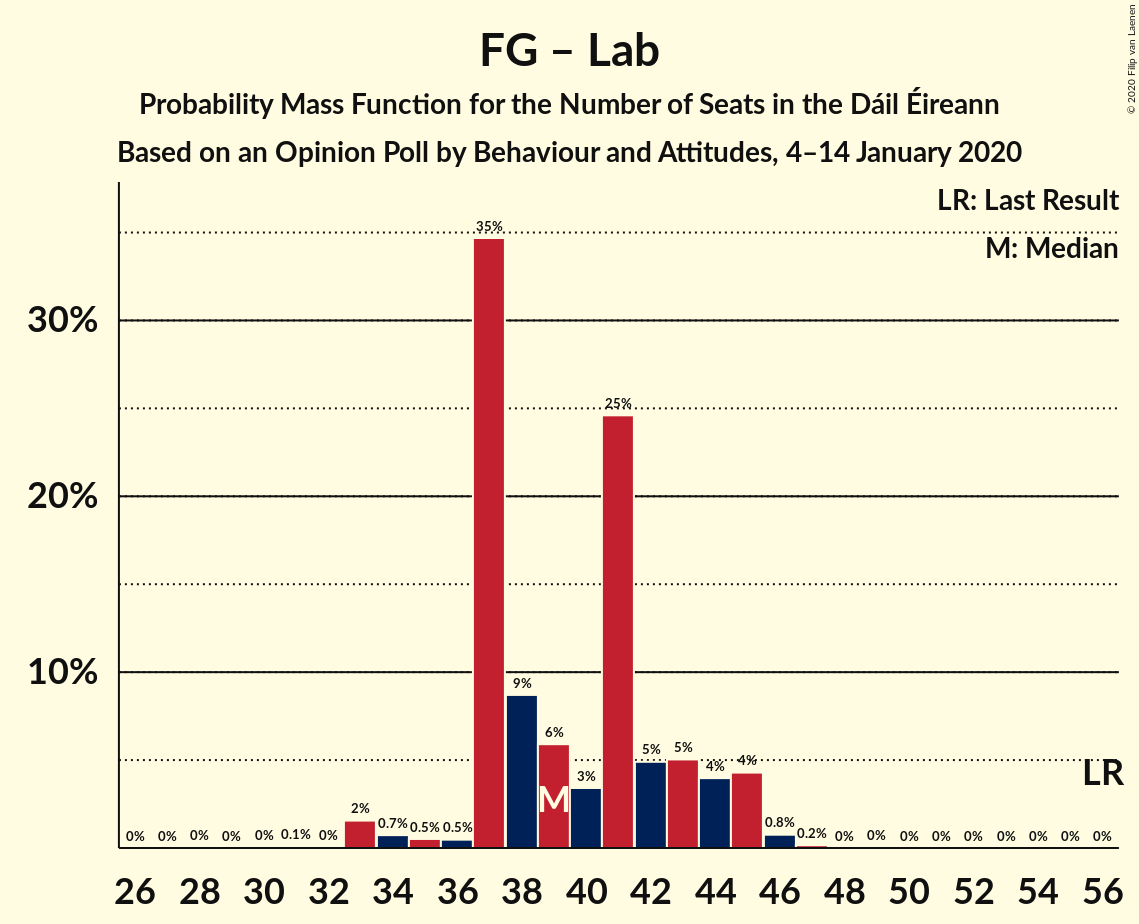 FG – Lab
Probability Mass Function for the Number of Seats in the Dáil Éireann
Based on an Opinion Poll by Behaviour and Attitudes, 4–14 January 2020
© 2020 Filip van Laenen
LR: Last Result
M: Median
30%
20%
10%
0% 0% 0% 0% 0% 0.1% 0% 2% 0.7% 0.5% 0.5% 35% 9% 6% 3% 25% 5% 5% 4% 4% 0.8% 0.2% 0% 0% 0% 0% 0% 0% 0% 0% 0%
M
LR
26 28 30 32 34 36 38 40 42 44 46 48 50 52 54 56